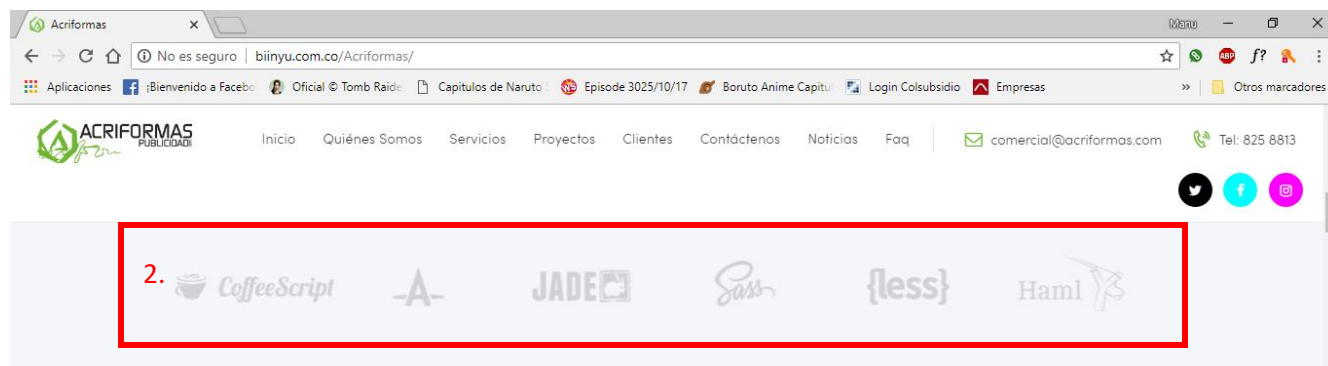 Acriformas
Manu
No es seguro | biinyu.com.co/Acriformas/
ABP f?
Aplicaciones ¡Bienvenido a Facebo Oficial © Tomb Raide Capitulos de Naruto S Episode 3025/10/17 Boruto Anime Capitul Login Colsubsidio Empresas » Otros marcadores
ACRIFORMAS
PUBLICIDAD
Inicio Quiénes Somos Servicios Proyectos Clientes Contáctenos Noticias Faq comercial@acriformas.com Tel: 825 8813
2.
CoffeeScript -A- JADE Sass {less} Haml